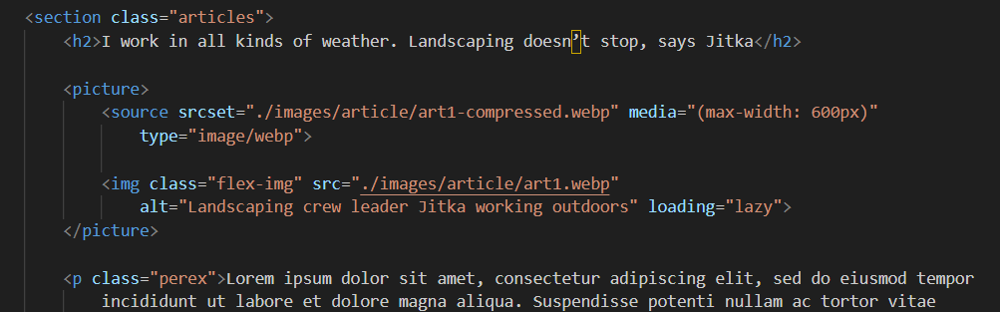 <section class="articles">
<h2>I work in all kinds of weather. Landscaping doesn’t stop, says Jitka</h2>
<picture>
<source srcset="./images/article/art1-compressed.webp" media="(max-width: 600px)"
type="image/webp">
<img class="flex-img" src="./images/article/art1.webp"
alt="Landscaping crew leader Jitka working outdoors" loading="lazy">
</picture>
<p class="perex">Lorem ipsum dolor sit amet, consectetur adipiscing elit, sed do eiusmod tempor
incididunt ut labore et dolore magna aliqua. Suspendisse potenti nullam ac tortor vitae